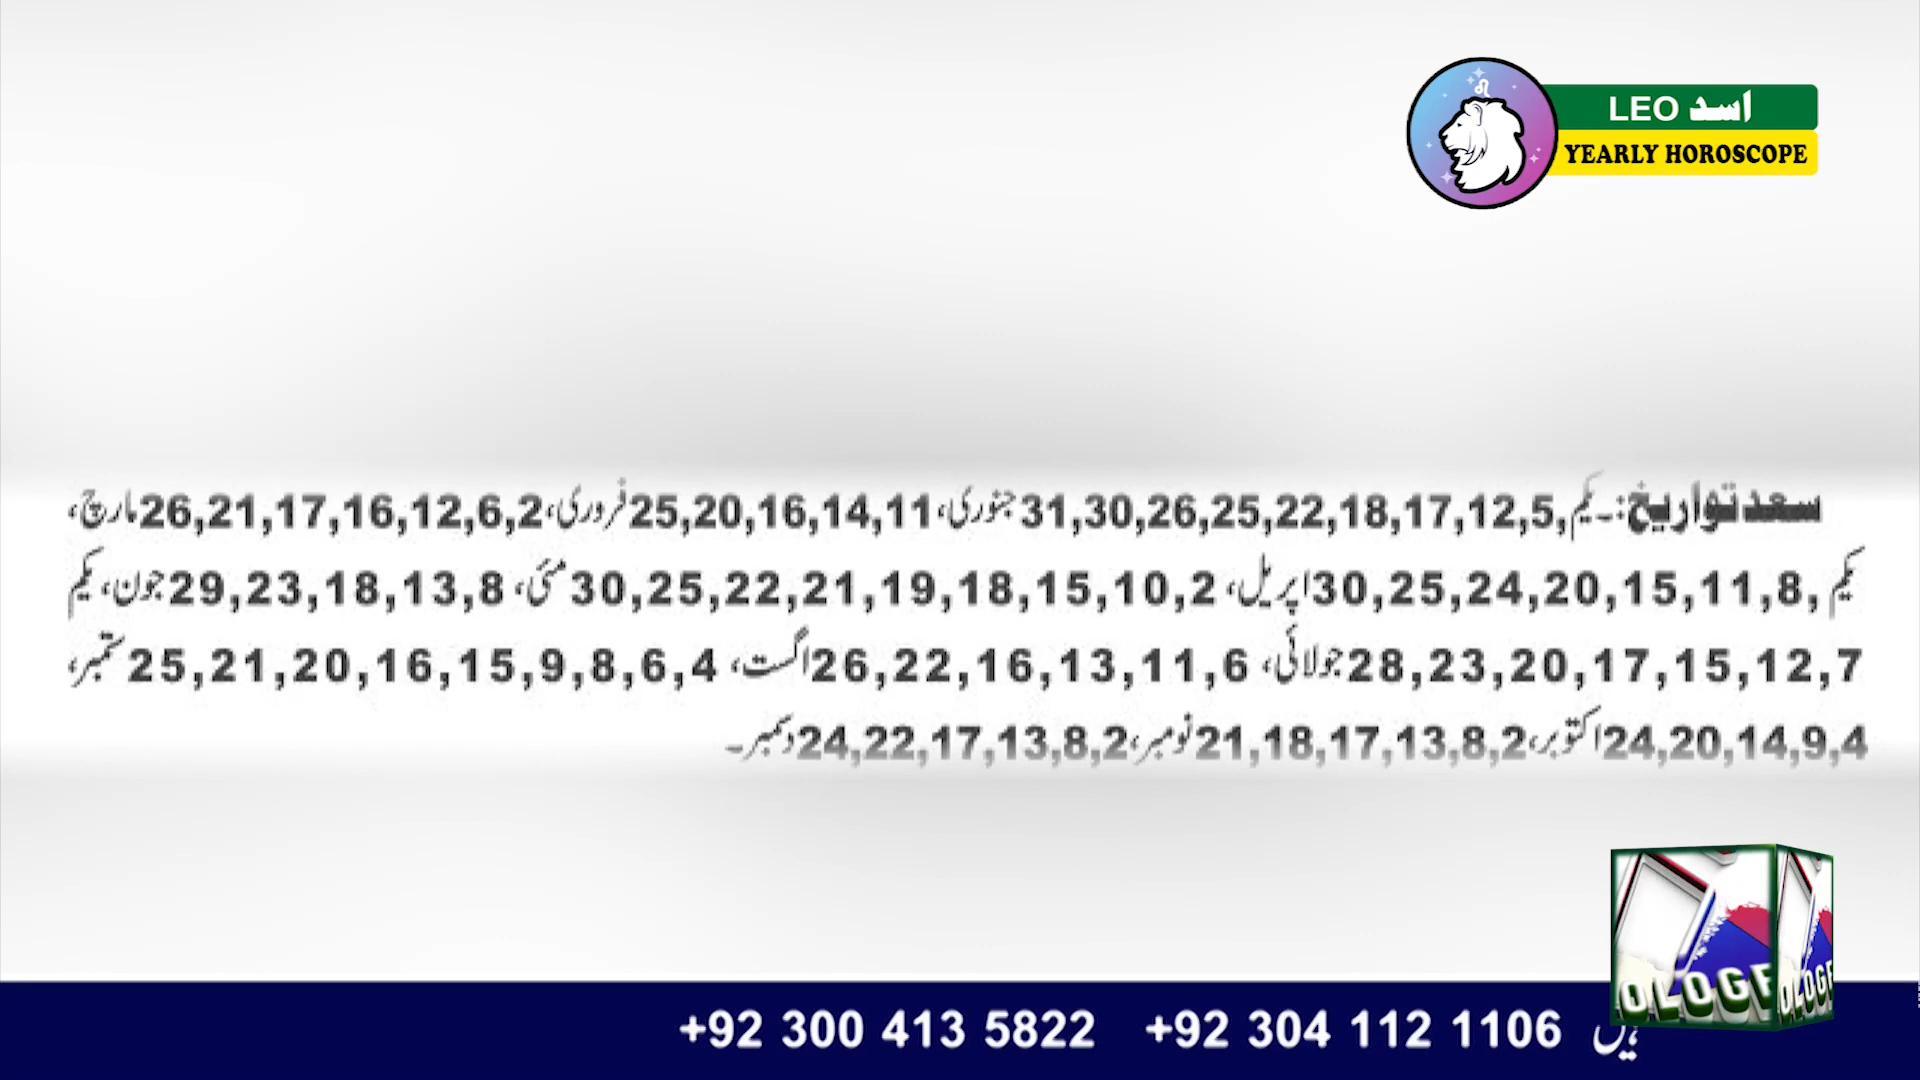 LEO اسد
YEARLY HOROSCOPE
سعد تواریخ:۔ یکم,5,12,17,18,22,25,26,30,31 جنوری، 11,14,16,20,25 فروری، 2,6,12,16,17,21,26 مارچ،
یکم,8,11,15,20,24,25,30 اپریل، 2,10,15,18,19,21,22,25,30 مئی، 8,13,18,23,29 جون، یکم
7,12,15,17,20,23,28 جولائی، 6,11,13,16,22,26 اگست، 4,6,8,9,15,16,20,21,25 ستمبر،
4,9,14,20,24 اکتوبر، 2,8,13,17,18,21 نومبر، 2,8,13,17,22,24 دسمبر۔
OLOGF OLOGF
+92 300 413 5822 +92 304 112 1106 ہیں